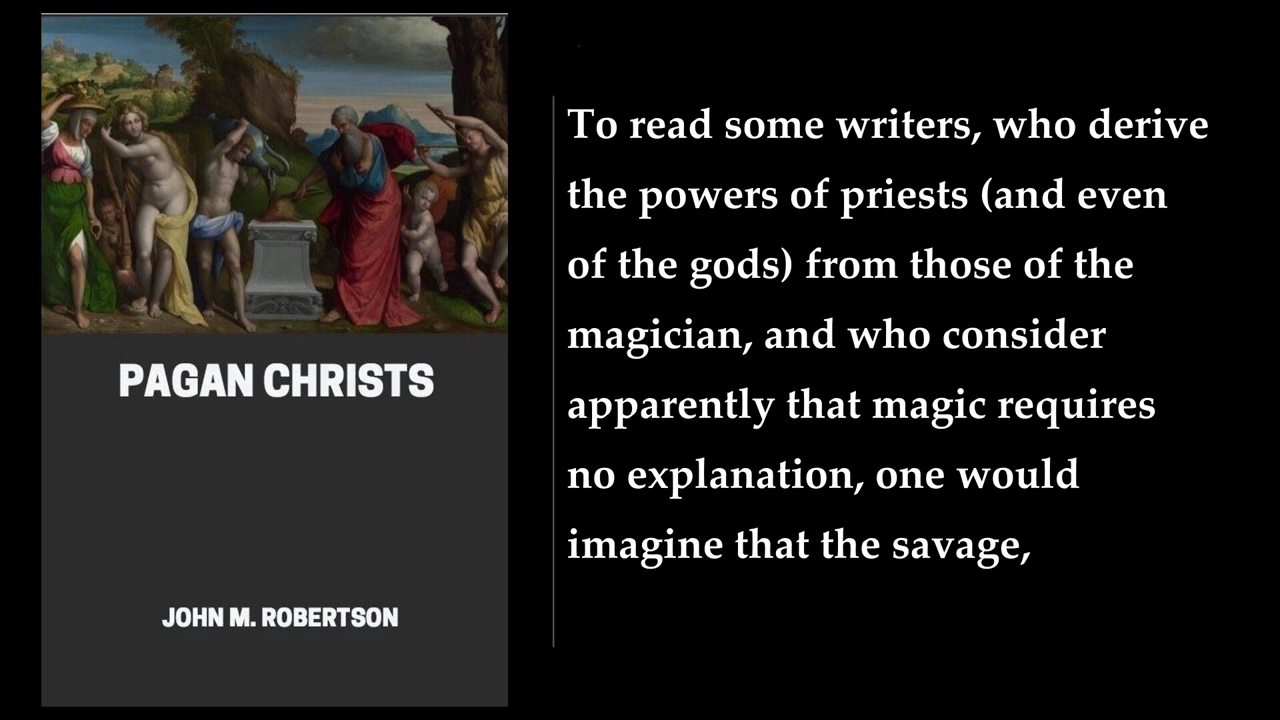 PAGAN CHRISTS
JOHN M. ROBERTSON
To read some writers, who derive
the powers of priests (and even
of the gods) from those of the
magician, and who consider
apparently that magic requires
no explanation, one would
imagine that the savage,